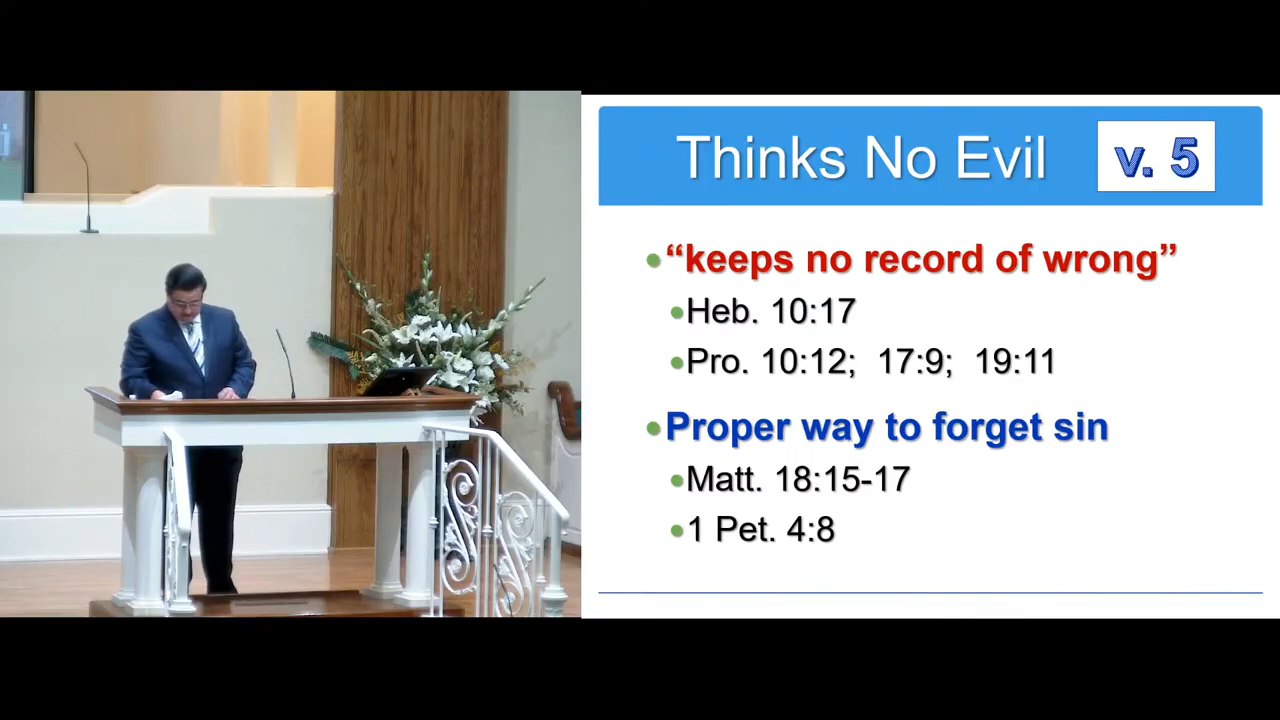 Thinks No Evil v. 5
“keeps no record of wrong”
Heb. 10:17
Pro. 10:12; 17:9; 19:11
Proper way to forget sin
Matt. 18:15-17
1 Pet. 4:8